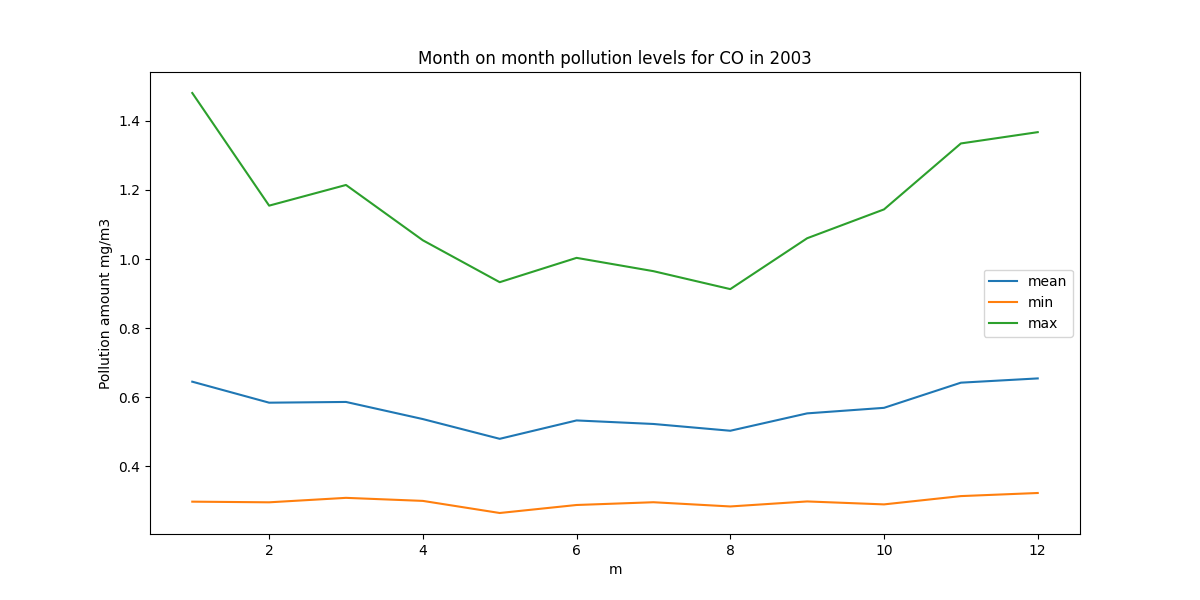 Month on month pollution levels for CO in 2003
Pollution amount mg/m3
1.4
1.2
1.0
0.8
0.6
0.4
mean
min
max
2 4 6 8 10 12
m